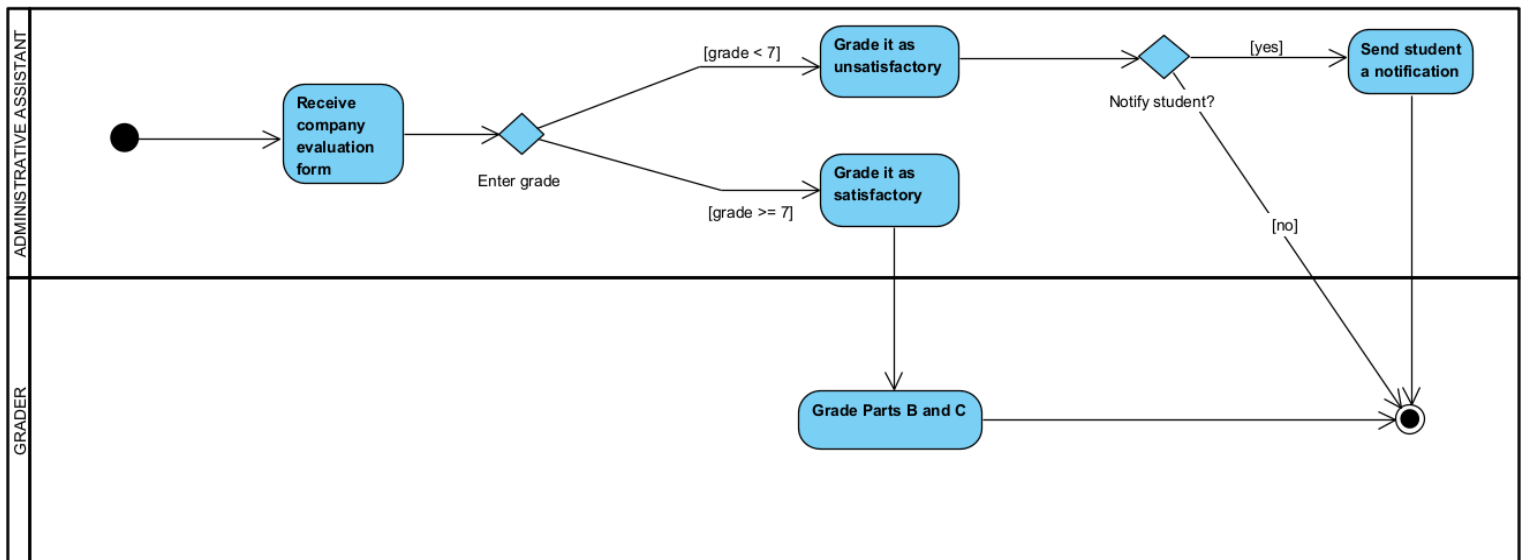 ADMINISTRATIVE ASSISTANT
Receive
company
evaluation
form
Enter grade
[grade < 7]
[grade >= 7]
Grade it as
unsatisfactory
Grade it as
satisfactory
Notify student?
[yes]
[no]
Send student
a notification
GRADER
Grade Parts B and C